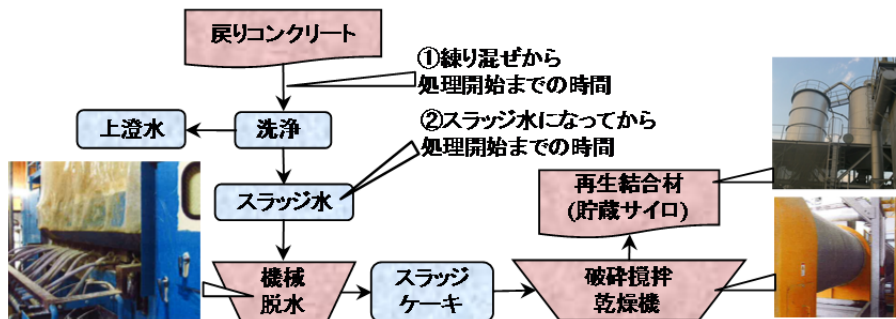 戻りコンクリート
①練り混ぜから
処理開始までの時間
上澄水
洗浄
②スラッジ水になってから
処理開始までの時間
スラッジ水
再生結合材
(貯蔵サイロ)
機械
脱水
スラッジ
ケーキ
破砕撹拌
乾燥機